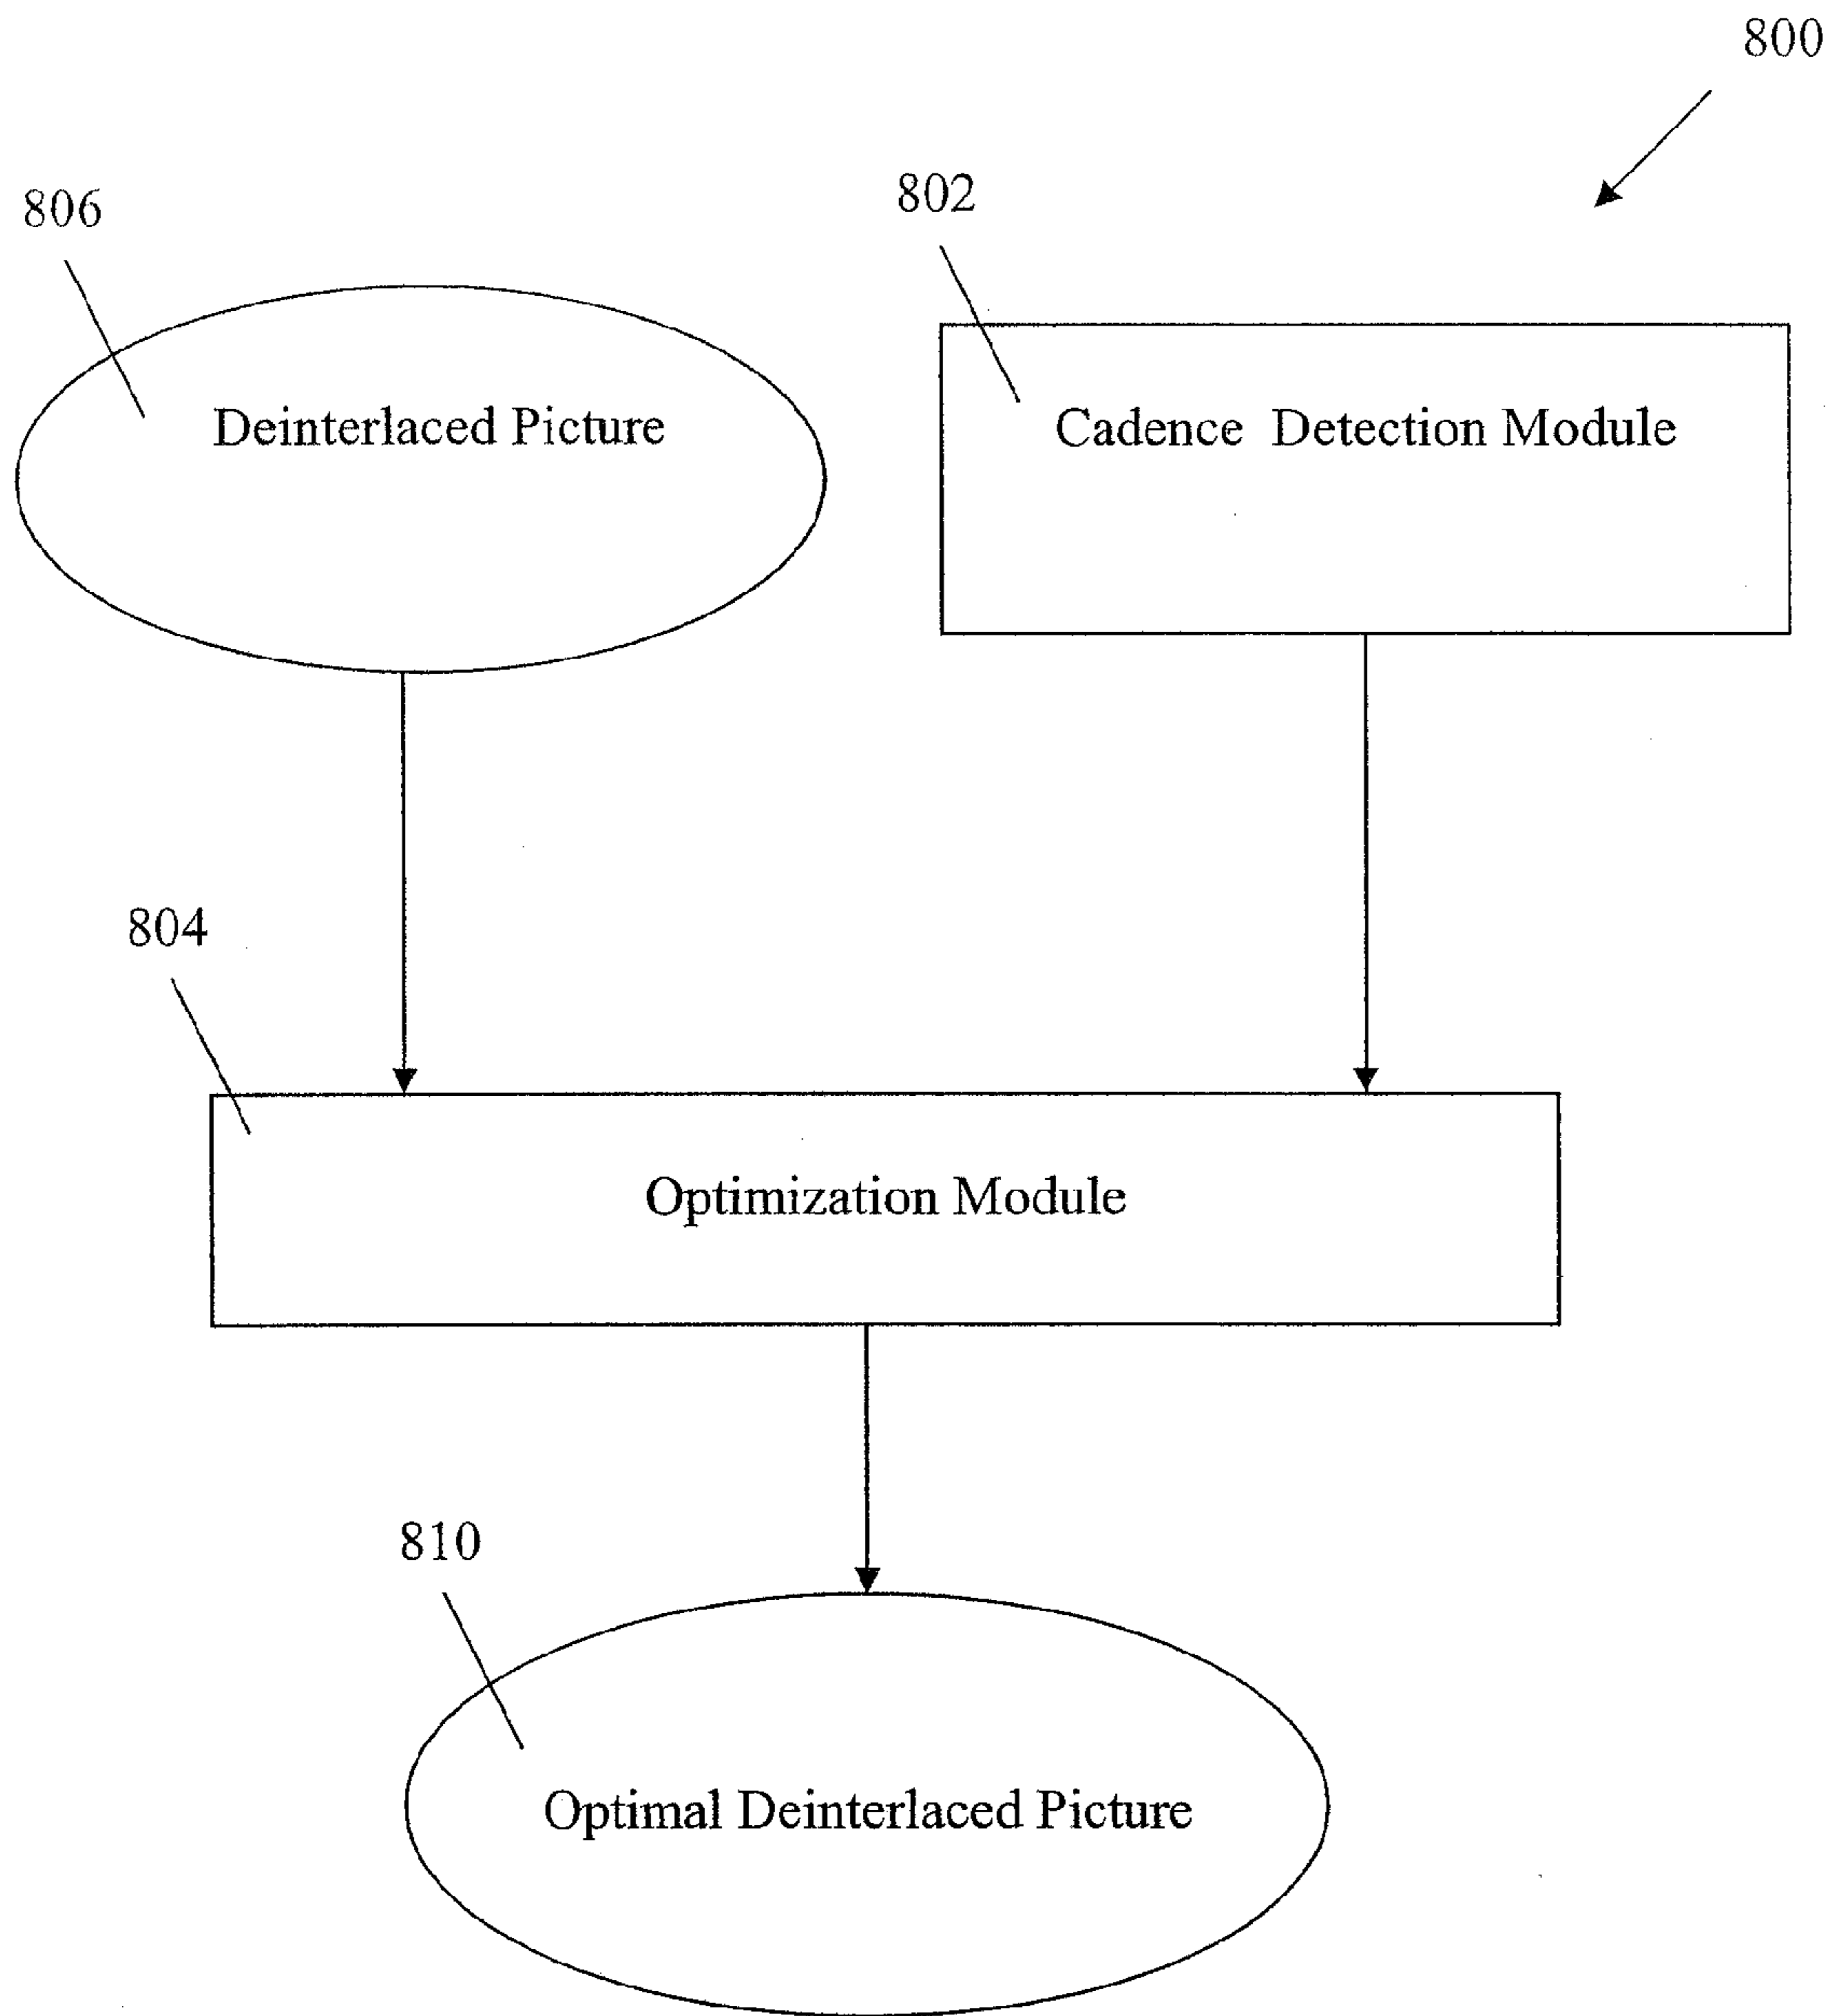 800
806
802
Deinterlaced Picture
Cadence Detection Module
804
Optimization Module
810
Optimal Deinterlaced Picture